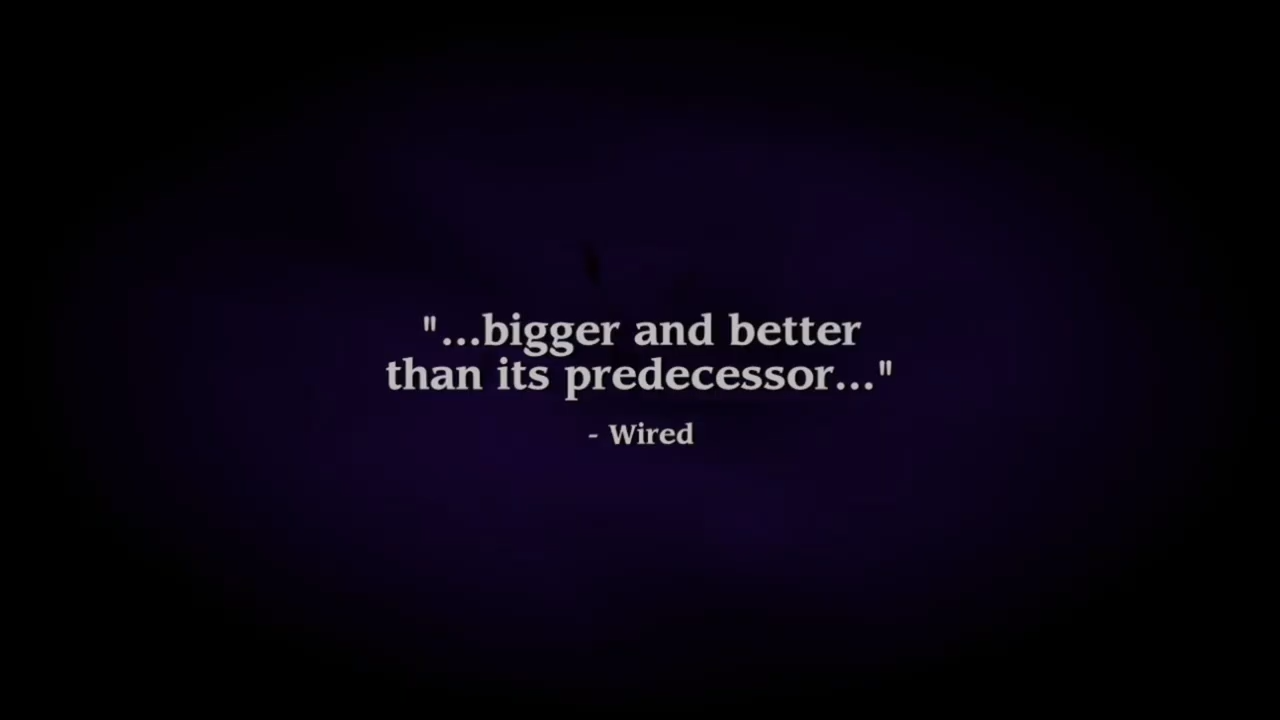 "...bigger and better
than its predecessor..."
- Wired